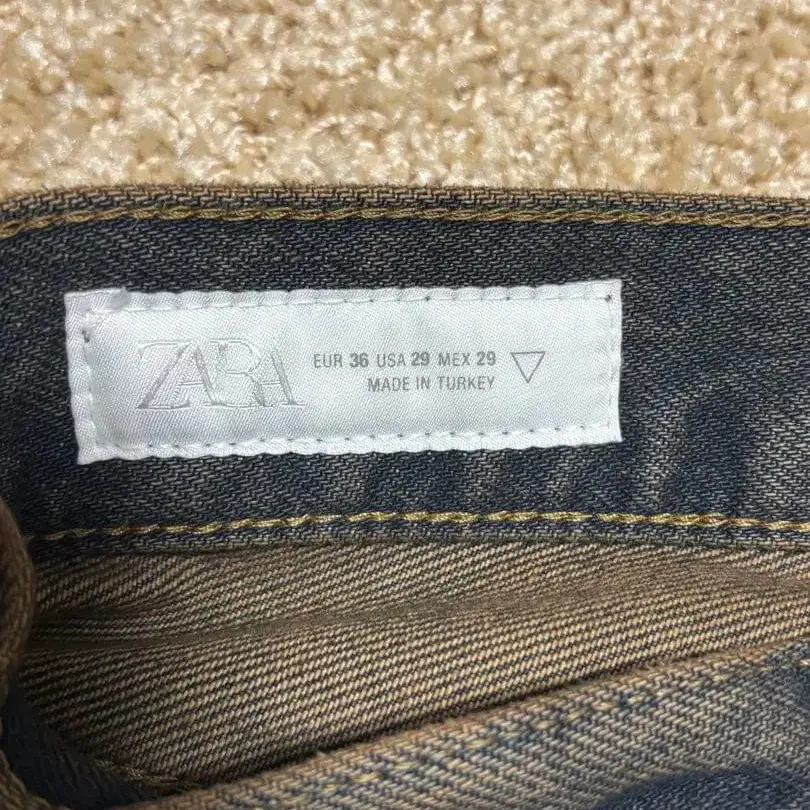 ZARA
EUR 36 USA 29 MEX 29
MADE IN TURKEY